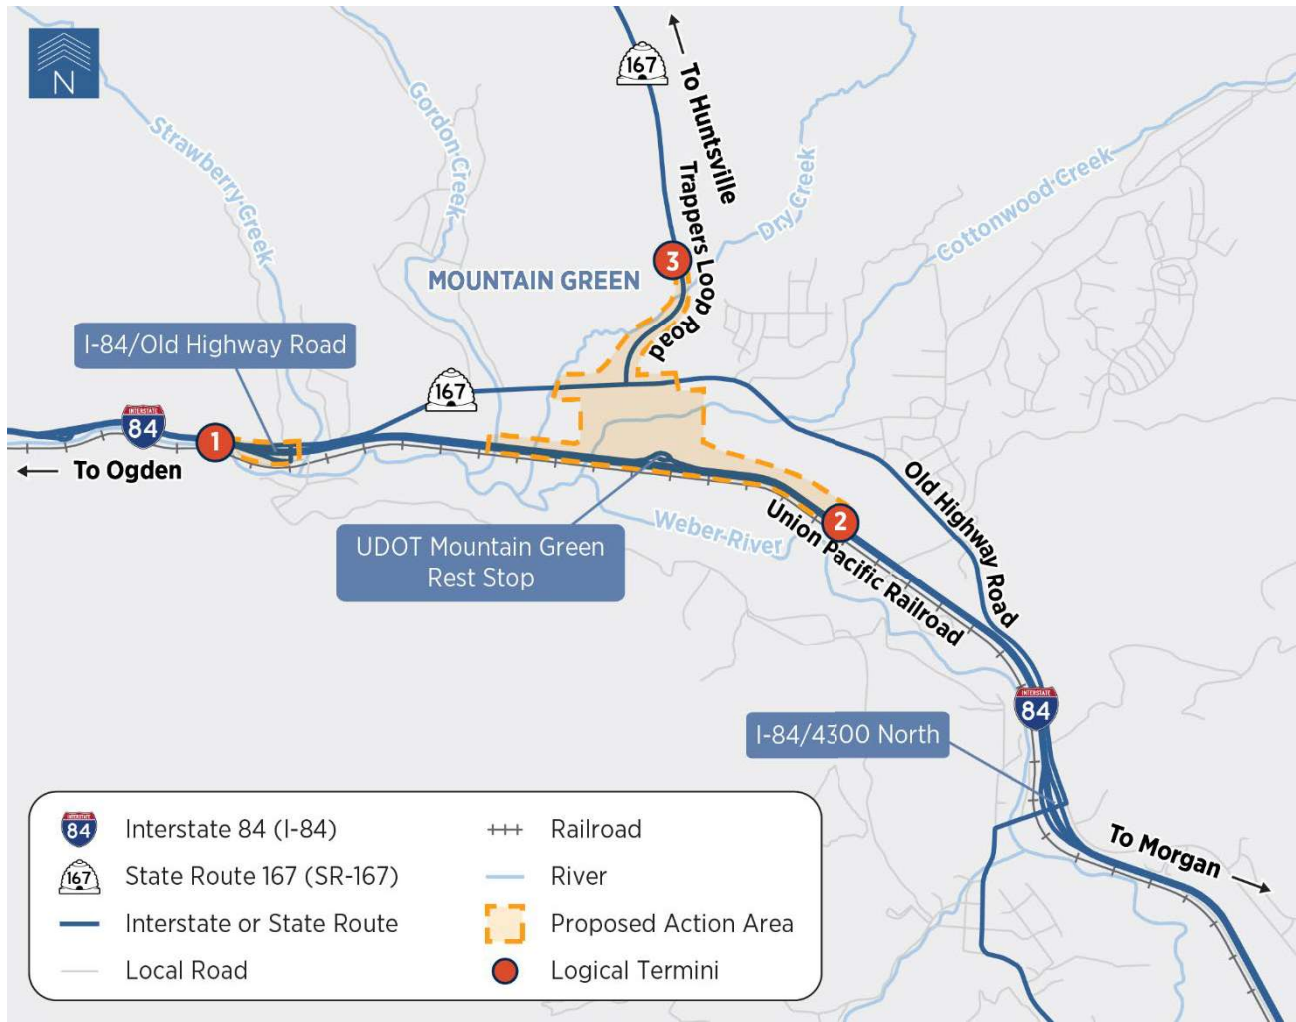 N
167
To Huntsville
Trappers Loop
Road
Gordon Creek
Strawberry Creek
Dry Creek
Cottonwood Creek
3
MOUNTAIN GREEN
I-84/Old Highway Road
167
INTERSTATE
84
1
To Ogden
Old Highway Road
UDOT Mountain Green
Rest Stop
Weber River
2
Union Pacific Railroad
INTERSTATE
84
I-84/4300 North
To Morgan
INTERSTATE
84
Interstate 84 (I-84)
167
State Route 167 (SR-167)
Interstate or State Route
Local Road
Railroad
River
Proposed Action Area
Logical Termini